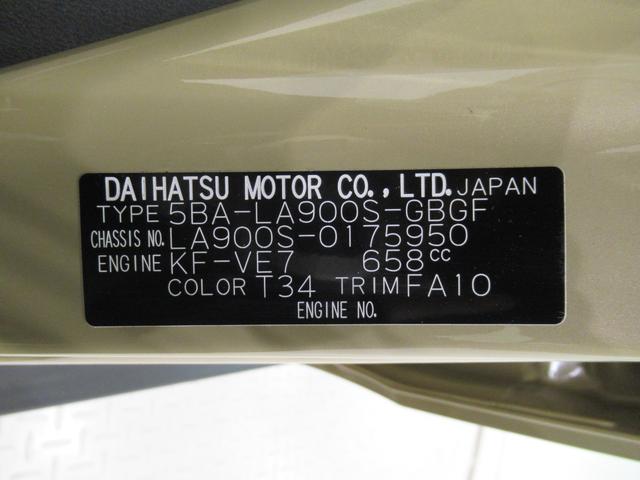 DAIHATSU MOTOR CO., LTD. JAPAN
TYPE 5BA-LA900S-GBGF
CHASSIS NO. LA900S-0175950
ENGINE KF-VE7 658cc
COLOR T34 TRIM FA10
ENGINE NO.